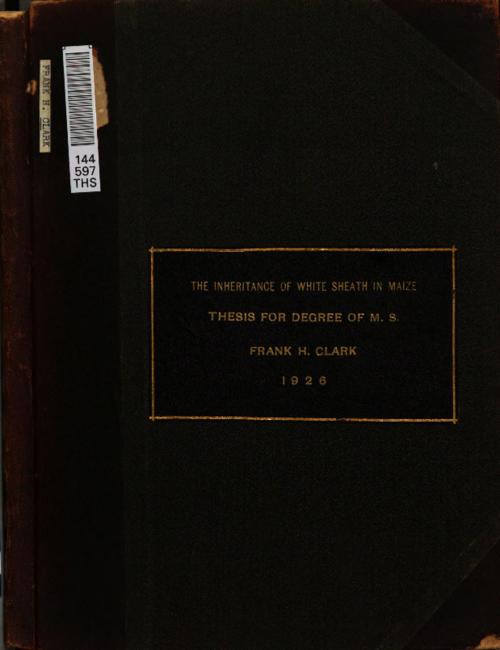 FRANK H. CLARK
144
597
THS
THE INHERITANCE OF WHITE SHEATH IN MAIZE
THESIS FOR DEGREE OF M. S.
FRANK H. CLARK
1926